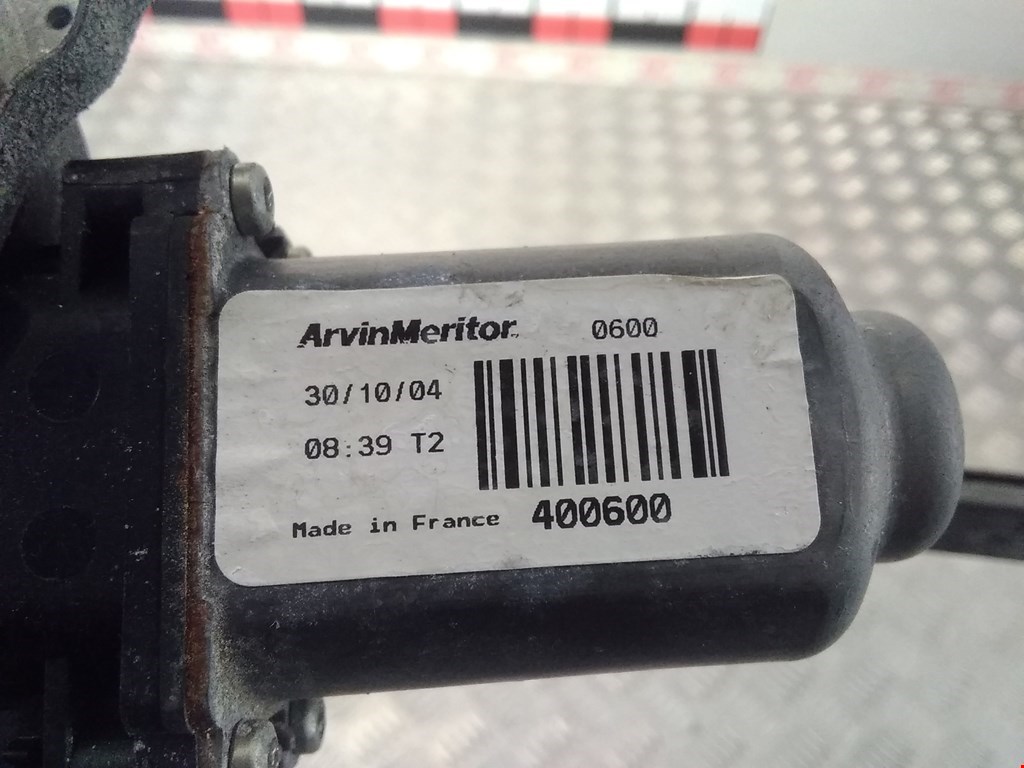 ArvinMeritor 0600
30/10/04
08:39 T2
Made in France 400600